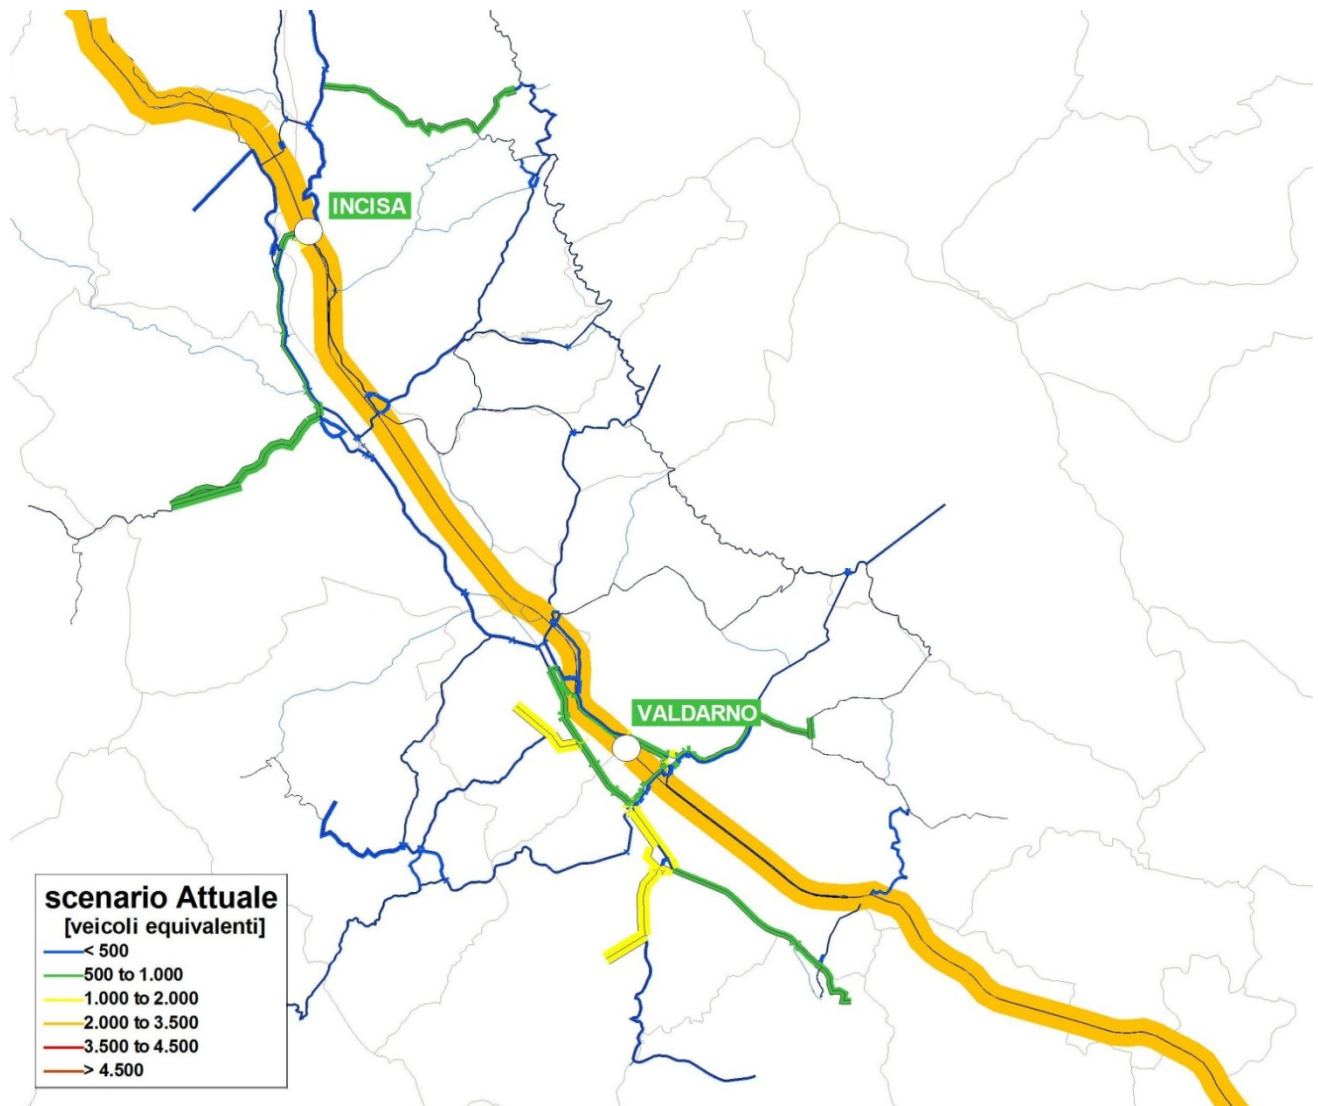 INCISA
VALDARNO
scenario Attuale
[veicoli equivalenti]
< 500
500 to 1.000
1.000 to 2.000
2.000 to 3.500
3.500 to 4.500
> 4.500